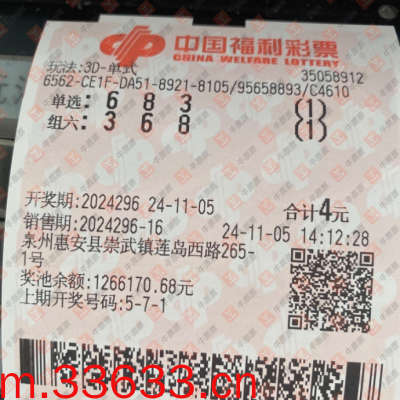 中国福利彩票
CHINA WELFARE LOTTERY
玩法:3D-单式
35058912
6562-CE1F-DA51-8921-8105/95658893/C4610
单选: 6 8 3 (1)
组六: 3 6 8 (1)
开奖期:2024296 24-11-05 合计4元
销售期:2024296-16 24-11-05 14:12:28
泉州惠安县崇武镇莲岛西路265-
1号
奖池余额:1266170.68元
上期开奖号码:5-7-1
m.33633.cn